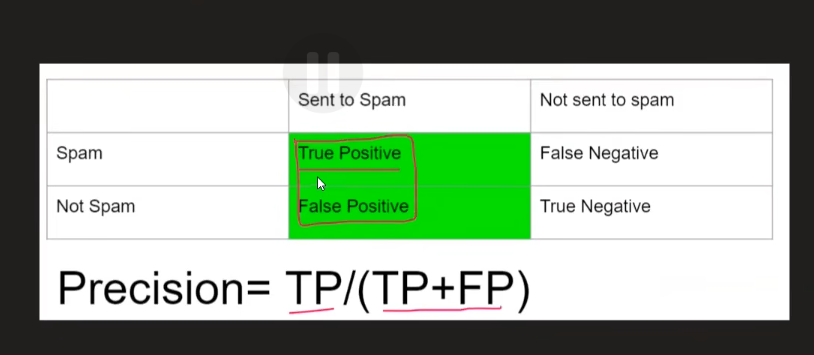 Sent to Spam Not sent to spam
Spam True Positive False Negative
Not Spam False Positive True Negative
Precision= TP/(TP+FP)